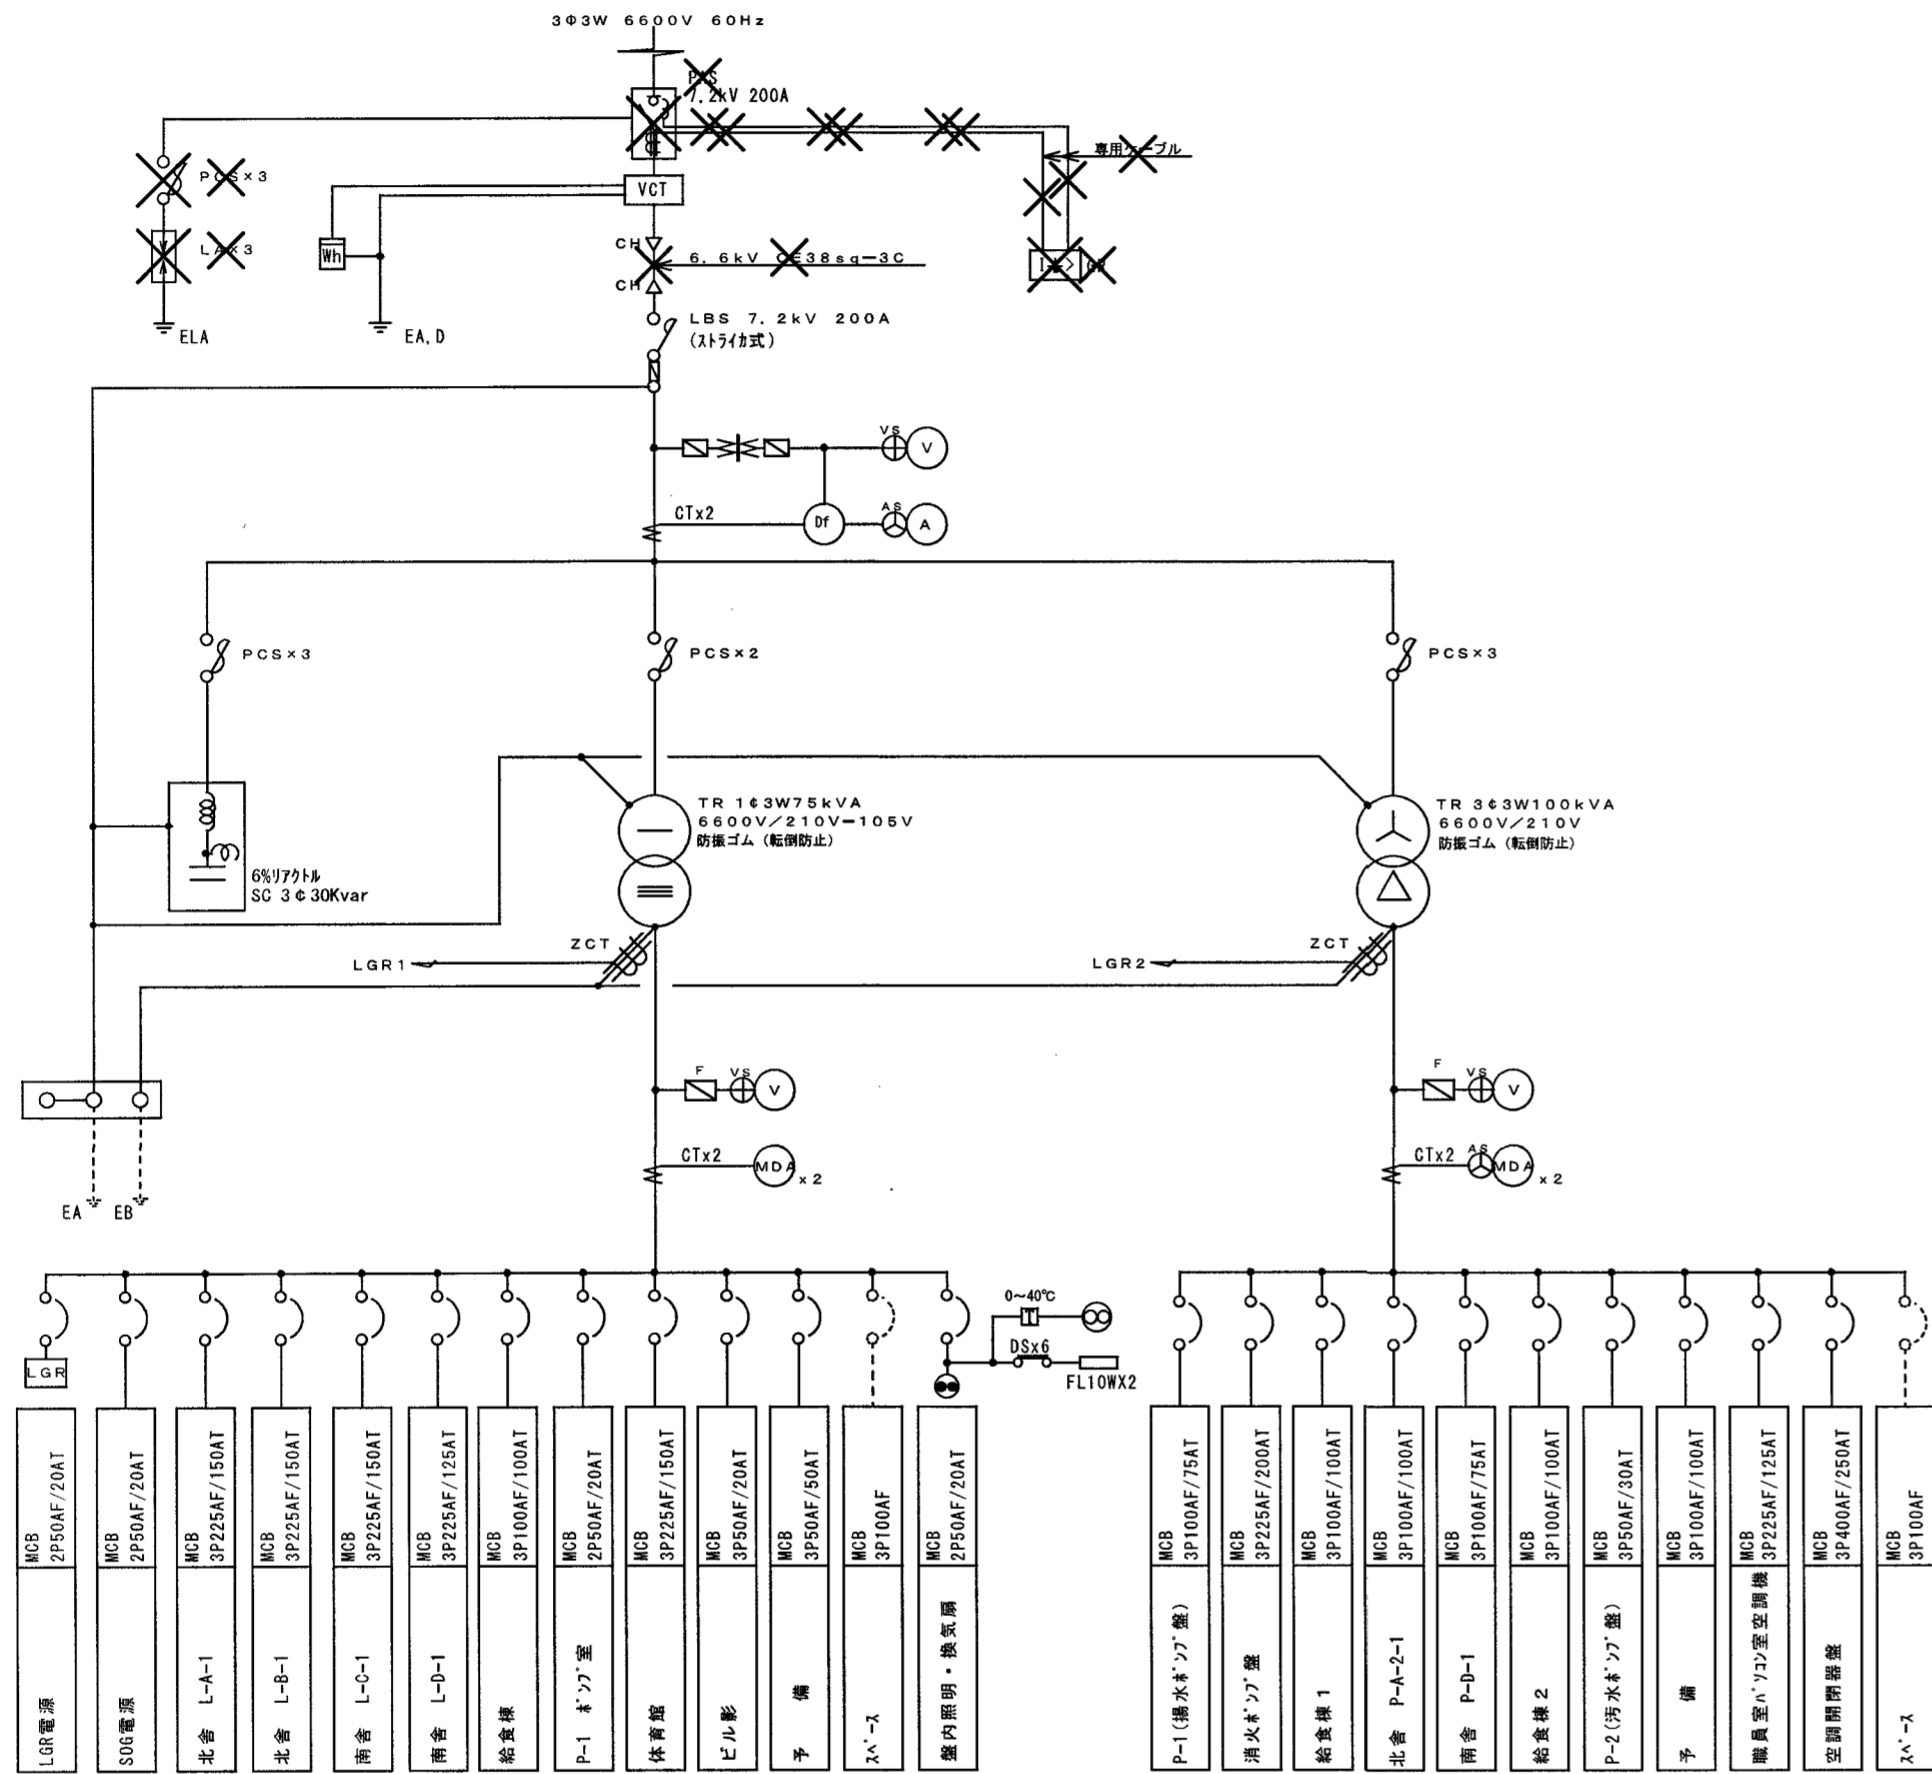 3Φ3W 6600V 60Hz
PAS
7.2kV 200A
専用ケーブル
PCS×3
VCT
LA×3
Wh
CH
6.6kV CE38sq-3C
I⏚>
CH
ELA
EA,D
LBS 7.2kV 200A
(ストライカ式)
VS
V
CTx2
Df
AS
A
PCS×3
PCS×2
PCS×3
TR 1¢3W75kVA
6600V/210V-105V
防振ゴム (転倒防止)
TR 3¢3W100kVA
6600V/210V
防振ゴム (転倒防止)
6%リアクトル
SC 3¢30Kvar
ZCT
LGR1
ZCT
LGR2
F
VS
V
F
VS
V
CTx2
MDA
x2
CTx2
AS
MDA
x2
EA
EB
0~40℃
T
DSx6
FL10WX2
LGR
MCB
2P50AF/20AT
LGR電源
MCB
2P50AF/20AT
SOG電源
MCB
3P225AF/150AT
北舎 L-A-1
MCB
3P225AF/150AT
北舎 L-B-1
MCB
3P225AF/150AT
南舎 L-C-1
MCB
3P225AF/125AT
南舎 L-D-1
MCB
3P100AF/100AT
給食棟
MCB
2P50AF/20AT
P-1 ポンプ室
MCB
3P225AF/150AT
体育館
MCB
3P50AF/20AT
ビル影
MCB
3P50AF/50AT
予 備
MCB
3P100AF
スペース
MCB
2P50AF/20AT
盤内照明・換気扇
MCB
3P100AF/75AT
P-1(揚水ポンプ盤)
MCB
3P225AF/200AT
消火ポンプ盤
MCB
3P100AF/100AT
給食棟1
MCB
3P100AF/100AT
北舎 P-A-2-1
MCB
3P100AF/75AT
南舎 P-D-1
MCB
3P100AF/100AT
給食棟2
MCB
3P50AF/30AT
P-2(汚水ポンプ盤)
MCB
3P100AF/100AT
予 備
MCB
3P225AF/125AT
職員室パソコン室空調機
MCB
3P400AF/250AT
空調開閉器盤
MCB
3P100AF
スペース